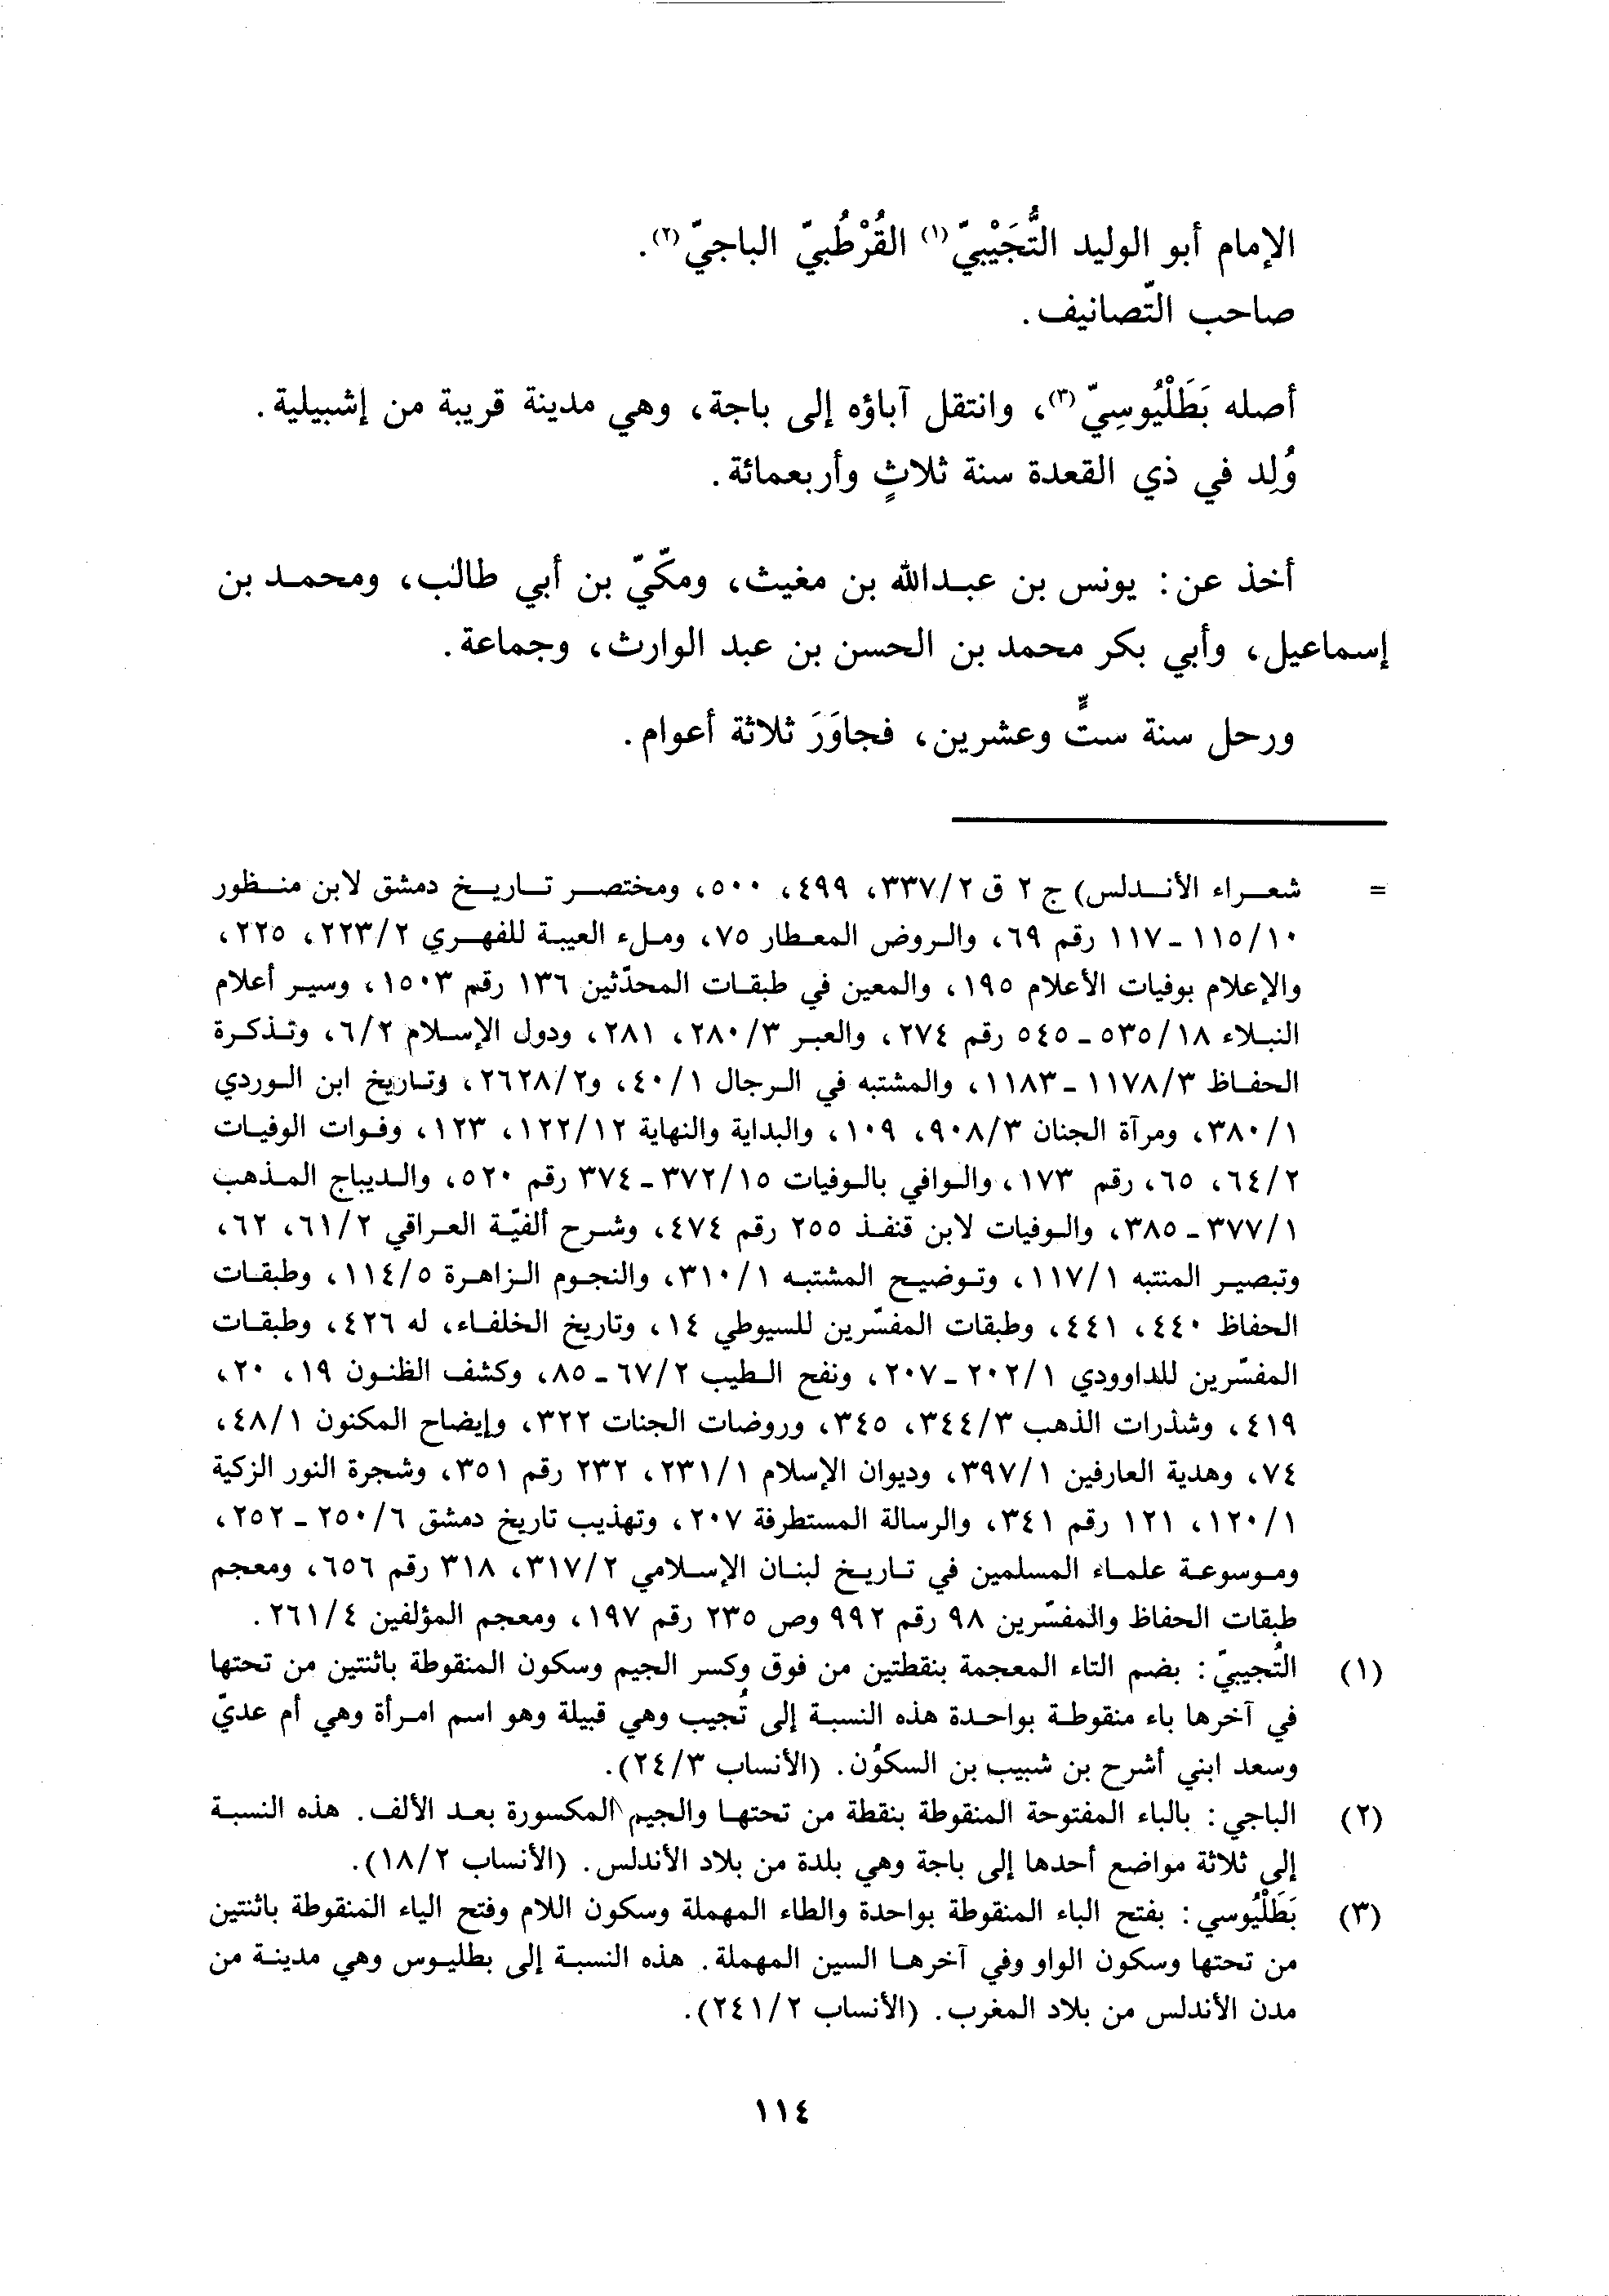 الإمام أبو الوليد التُّجَيْبيّ(١) القُرْطُبيّ الباجيّ(٢).
صاحب التّصانيف.
أصله بَطَلْيُوسِيّ(٣)، وانتقل آباؤه إلى باجة، وهي مدينة قريبة من إشبيلية.
وُلِد في ذي القعدة سنة ثلاثٍ وأربعمائة.
أخذ عن: يونس بن عبدالله بن مغيث، ومكّيّ بن أبي طالب، ومحمد بن
إسماعيل، وأبي بكر محمد بن الحسن بن عبد الوارث، وجماعة.
ورحل سنة ستٍّ وعشرين، فجاوَرَ ثلاثة أعوام.
= شعراء الأندلس) ج ٢ ق ٣٣٧/٢، ٤٩٩، ٥٠٠، ومختصر تاريخ دمشق لابن منظور
١١٥/١٠ - ١١٧ رقم ٦٩، والروض المعطار ٧٥، وملء العيبة للفهري ٢٢٣/٢، ٢٢٥،
والإعلام بوفيات الأعلام ١٩٥، والمعين في طبقات المحدّثين ١٣٦ رقم ١٥٠٣، وسير أعلام
النبلاء ٥٣٥/١٨ - ٥٤٥ رقم ٢٧٤، والعبر ٢٨٠/٣، ٢٨١، ودول الإسلام ٦/٢، وتذكرة
الحفاظ ١١٧٨/٣ - ١١٨٣، والمشتبه في الرجال ٤٠/١، و٢٦٢٨/٢، وتاريخ ابن الوردي
٣٨٠/١، ومرآة الجنان ٩٠٨/٣، ١٠٩، والبداية والنهاية ١٢٢/١٢، ١٢٣، وفوات الوفيات
٦٤/٢، ٦٥، رقم ١٧٣، والوافي بالوفيات ٣٧٢/١٥ - ٣٧٤ رقم ٥٢٠، والديباج المذهب
٣٧٧/١ - ٣٨٥، والوفيات لابن قنفذ ٢٥٥ رقم ٤٧٤، وشرح ألفيّة العراقي ٦١/٢، ٦٢،
وتبصير المنتبه ١١٧/١، وتوضيح المشتبه ٣١٠/١، والنجوم الزاهرة ١١٤/٥، وطبقات
الحفاظ ٤٤٠، ٤٤١، وطبقات المفسّرين للسيوطي ١٤، وتاريخ الخلفاء، له ٤٢٦، وطبقات
المفسّرين للداوودي ٢٠٢/١ - ٢٠٧، ونفح الطيب ٦٧/٢ - ٨٥، وكشف الظنون ١٩، ٢٠،
٤١٩، وشذرات الذهب ٣٤٤/٣، ٣٤٥، وروضات الجنات ٣٢٢، وإيضاح المكنون ٤٨/١،
٧٤، وهدية العارفين ٣٩٧/١، وديوان الإسلام ٢٣١/١، ٢٣٢ رقم ٣٥١، وشجرة النور الزكية
١٢٠/١، ١٢١ رقم ٣٤١، والرسالة المستطرفة ٢٠٧، وتهذيب تاريخ دمشق ٢٥٠/٦ - ٢٥٢،
وموسوعة علماء المسلمين في تاريخ لبنان الإسلامي ٣١٧/٢، ٣١٨ رقم ٦٥٦، ومعجم
طبقات الحفاظ والمفسّرين ٩٨ رقم ٩٩٢ وص ٢٣٥ رقم ١٩٧، ومعجم المؤلفين ٢٦١/٤.
(١) التُجيبيّ: بضم التاء المعجمة بنقطتين من فوق وكسر الجيم وسكون المنقوطة باثنتين من تحتها
في آخرها باء منقوطة بواحدة هذه النسبة إلى تُجيب وهي قبيلة وهو اسم امرأة وهي أم عديّ
وسعد ابني أشرح بن شبيب بن السكوُن. (الأنساب ٢٤/٣).
(٢) الباجي: بالباء المفتوحة المنقوطة بنقطة من تحتها والجيم المكسورة بعد الألف. هذه النسبة
إلى ثلاثة مواضع أحدها إلى باجة وهي بلدة من بلاد الأندلس. (الأنساب ١٨/٢).
(٣) بَطَلْيُوسي: بفتح الباء المنقوطة بواحدة والطاء المهملة وسكون اللام وفتح الياء المنقوطة باثنتين
من تحتها وسكون الواو وفي آخرها السين المهملة. هذه النسبة إلى بطليوس وهي مدينة من
مدن الأندلس من بلاد المغرب. (الأنساب ٢٤١/٢).
١١٤